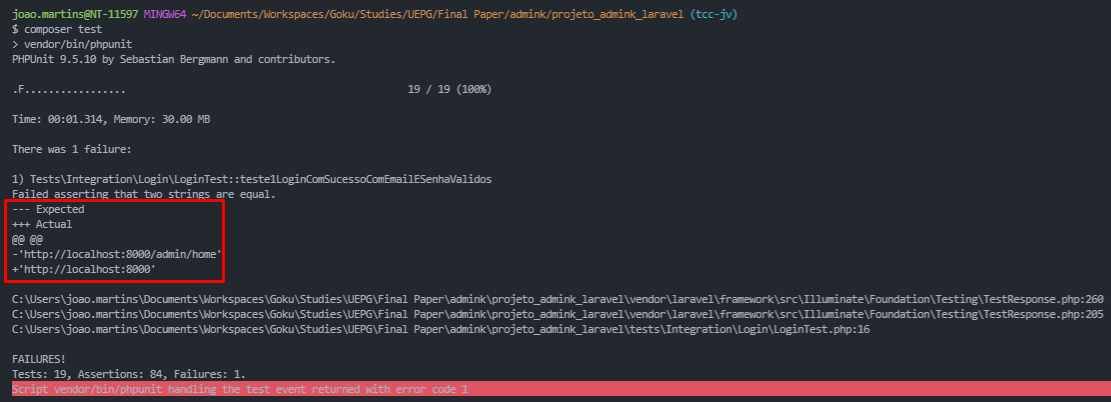 joao.martins@NT-11597 MINGW64 ~/Documents/Workspaces/Goku/Studies/UEPG/Final Paper/admink/projeto_admink_laravel (tcc-jv)
$ composer test
> vendor/bin/phpunit
PHPUnit 9.5.10 by Sebastian Bergmann and contributors.
.F................. 19 / 19 (100%)
Time: 00:01.314, Memory: 30.00 MB
There was 1 failure:
1) Tests\Integration\Login\LoginTest::teste1LoginComSucessoComEmailESenhaValidos
Failed asserting that two strings are equal.
--- Expected
+++ Actual
@@ @@
-'http://localhost:8000/admin/home'
+'http://localhost:8000'
C:\Users\joao.martins\Documents\Workspaces\Goku\Studies\UEPG\Final Paper\admink\projeto_admink_laravel\vendor\laravel\framework\src\Illuminate\Foundation\Testing\TestResponse.php:260
C:\Users\joao.martins\Documents\Workspaces\Goku\Studies\UEPG\Final Paper\admink\projeto_admink_laravel\vendor\laravel\framework\src\Illuminate\Foundation\Testing\TestResponse.php:205
C:\Users\joao.martins\Documents\Workspaces\Goku\Studies\UEPG\Final Paper\admink\projeto_admink_laravel\tests\Integration\Login\LoginTest.php:16
FAILURES!
Tests: 19, Assertions: 84, Failures: 1.
Script vendor/bin/phpunit handling the test event returned with error code 1